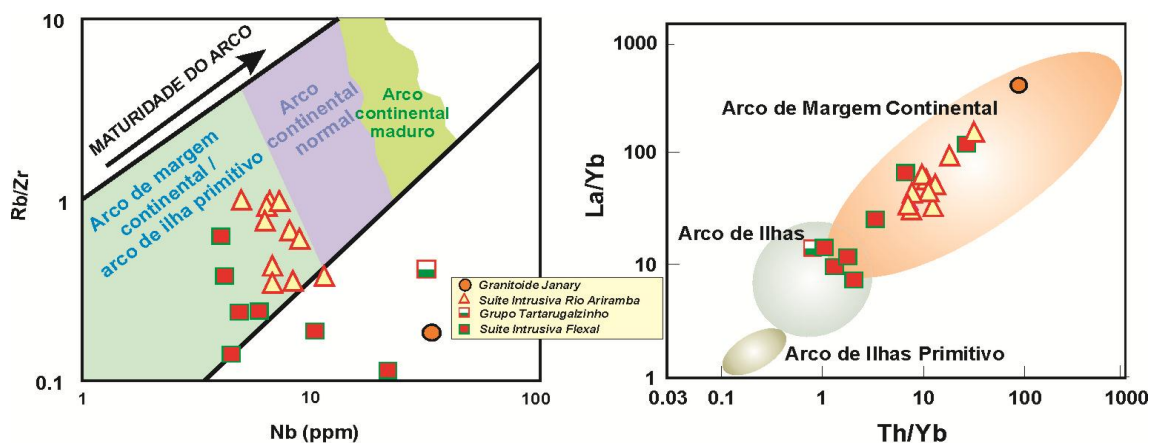 10
1
0.1
Rb/Zr
MATURIDADE DO ARCO
Arco de margem
continental /
arco de ilha primitivo
Arco
continental
normal
Arco
continental
maduro
1
10
100
Nb (ppm)
Granitoide Janary
Suite Intrusiva Rio Ariramba
Grupo Tartarugalzinho
Suite Intrusiva Flexal
1000
100
10
1
La/Yb
Arco de Margem Continental
Arco de Ilhas
Arco de Ilhas Primitivo
0.03
0.1
1
10
100
1000
Th/Yb